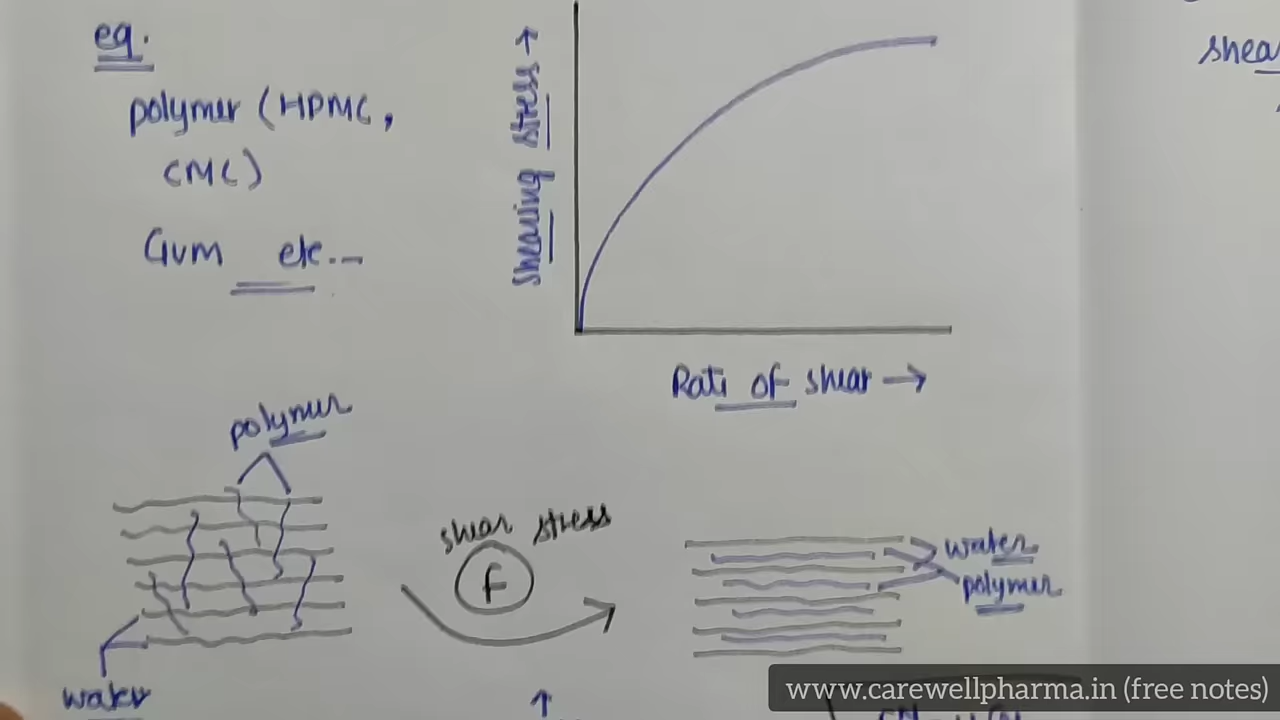 eg.
polymer (HPMC,
CMC)
Gum etc...
shearing stress →
Rate of shear →
shea
polymer
water
shear stress
F
↑
water
polymer
www.carewellpharma.in (free notes)